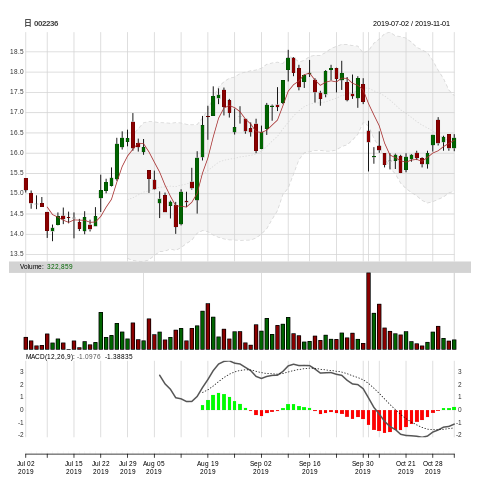 日 002236
2019-07-02 / 2019-11-01
18.5
18.0
17.5
17.0
16.5
16.0
15.5
15.0
14.5
14.0
13.5
Volume: 322,859
MACD(12,26,9): -1.0976 -1.38835
3 3
2 2
1 1
0 0
-1 -1
-2 -2
Jul 02 Jul 15 Jul 22 Jul 29 Aug 05 Aug 19 Sep 02 Sep 16 Sep 30 Oct 21 Oct 28
2019 2019 2019 2019 2019 2019 2019 2019 2019 2019 2019